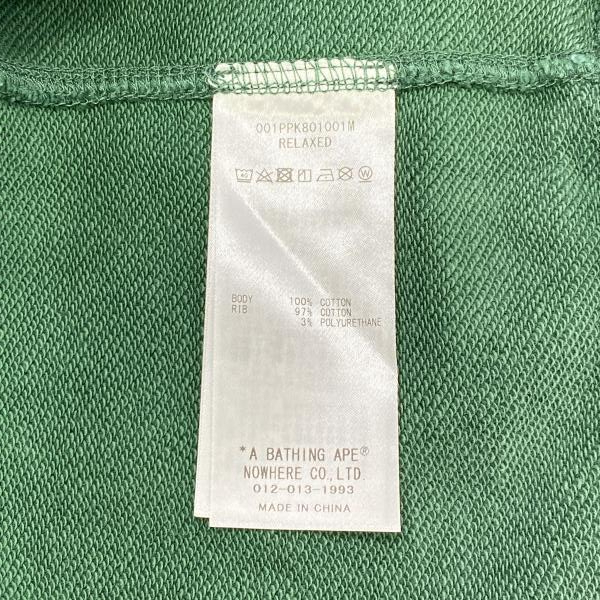 001PPK801001M
RELAXED
40 W
BODY 100% COTTON
RIB 97% COTTON
3% POLYURETHANE
*A BATHING APE®
NOWHERE CO.,LTD.
012-013-1993
MADE IN CHINA